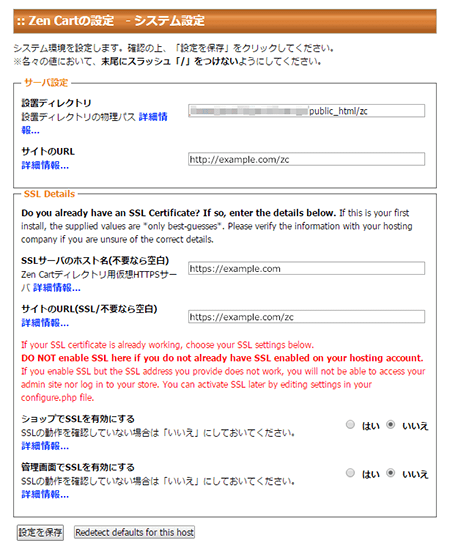 :: Zen Cartの設定　- システム設定
システム環境を設定します。確認の上、「設定を保存」をクリックしてください。
※各々の値において、末尾にスラッシュ「/」をつけないようにしてください。
サーバ設定
設置ディレクトリ
設置ディレクトリの物理パス 詳細情
報...
/public_html/zc
サイトのURL
詳細情報...
http://example.com/zc
SSL Details
Do you already have an SSL Certificate? If so, enter the details below. If this is your first
install, the supplied values are *only best-guesses*. Please verify the information with your hosting
company if you are unsure of the correct details.
SSLサーバのホスト名(不要なら空白)
Zen Cartディレクトリ用仮想HTTPSサー
バ 詳細情報...
https://example.com
サイトのURL(SSL/不要なら空白)
詳細情報...
https://example.com/zc
If your SSL certificate is already working, choose your SSL settings below.
DO NOT enable SSL here if you do not already have SSL enabled on your hosting account.
If you enable SSL but the SSL address you provide does not work, you will not be able to access your
admin site nor log in to your store. You can activate SSL later by editing settings in your
configure.php file.
ショップでSSLを有効にする
SSLの動作を確認していない場合は「いいえ」にしておいてください。
詳細情報...
はい いいえ
管理画面でSSLを有効にする
SSLの動作を確認していない場合は「いいえ」にしておいてください。
詳細情報...
はい いいえ
設定を保存 Redetect defaults for this host